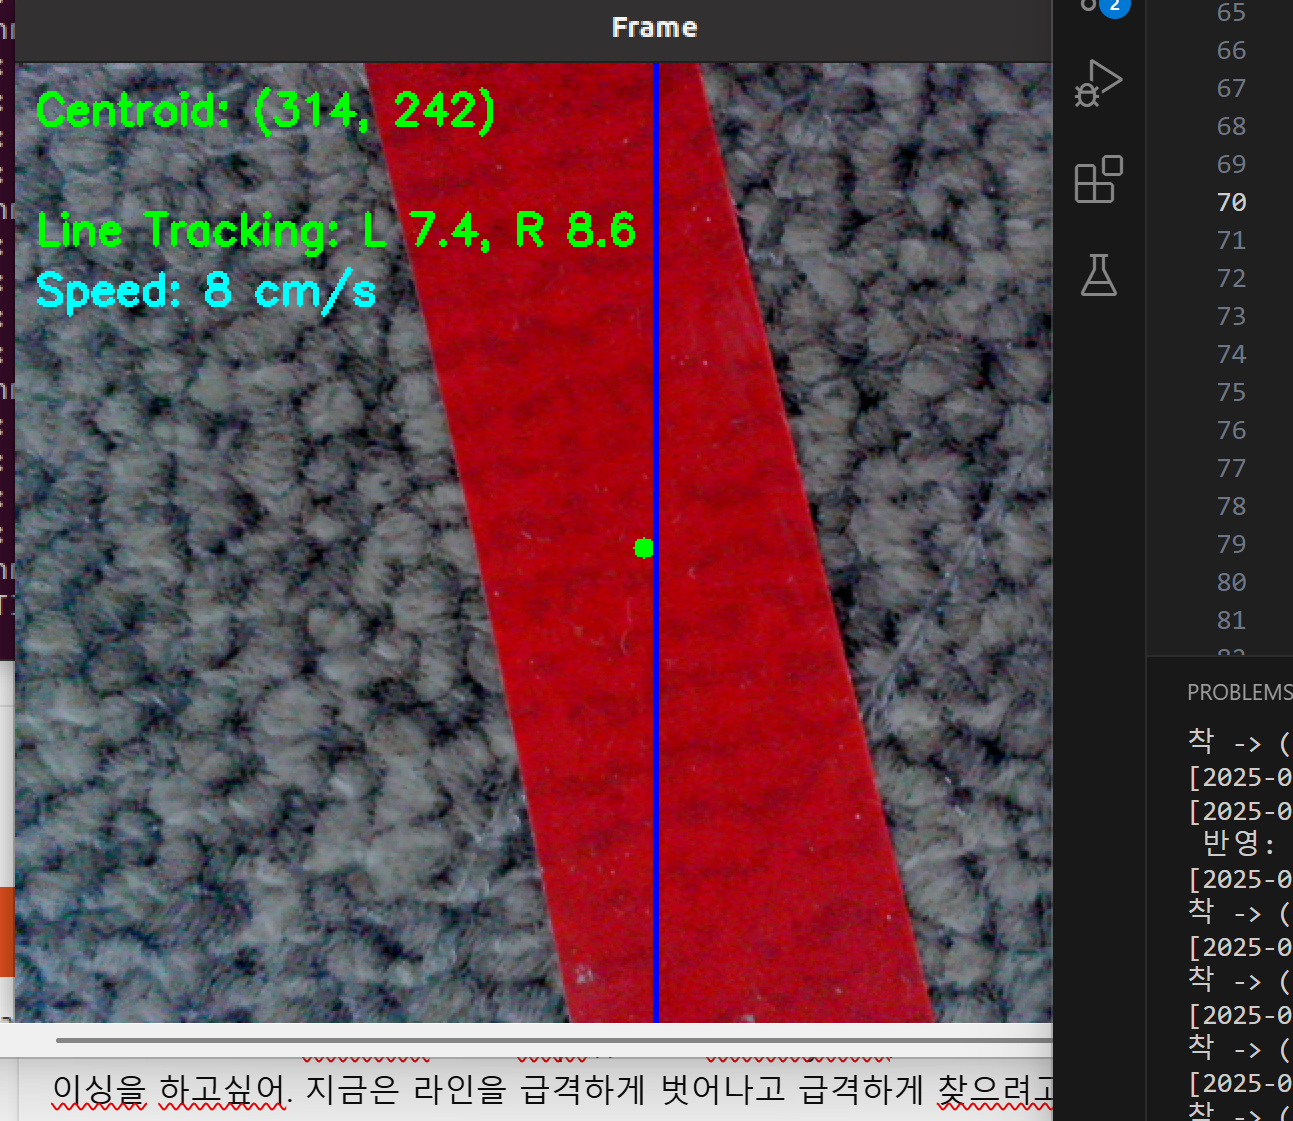 Frame
Centroid: (314, 242)
Line Tracking: L 7.4, R 8.6
Speed: 8 cm/s
2
65
66
67
68
69
70
71
72
73
74
75
76
77
78
79
80
81
PROBLEMS
착 -> (
[2025-0
[2025-0
반영:
[2025-0
착 -> (
[2025-0
착 -> (
[2025-0
착 -> (
[2025-0
착 -> (
이싱을 하고싶어. 지금은 라인을 급격하게 벗어나고 급격하게 찾으려고